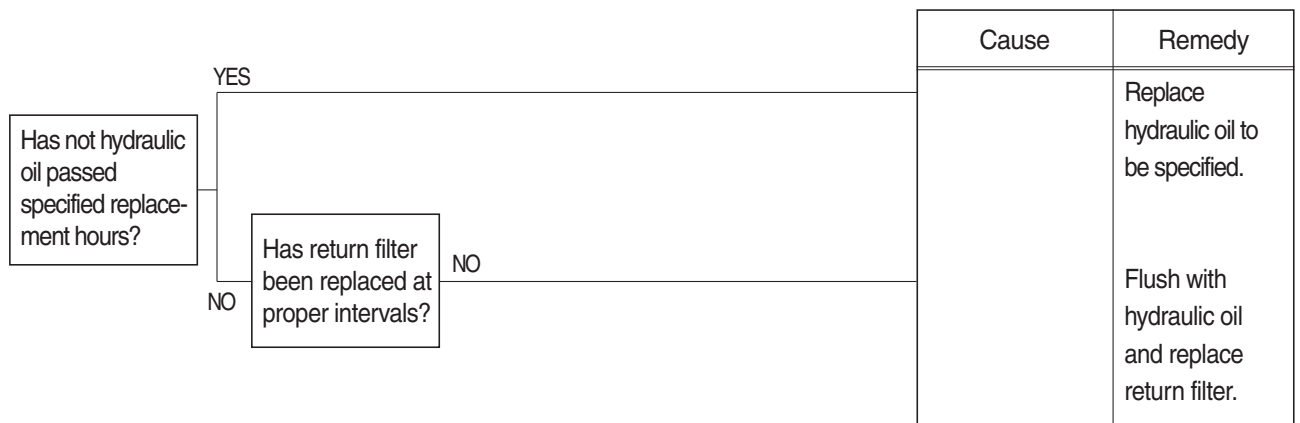 Cause
Remedy
YES
Replace
hydraulic oil to
be specified.
Has not hydraulic
oil passed
specified replace-
ment hours?
NO
Has return filter
been replaced at
proper intervals?
NO
Flush with
hydraulic oil
and replace
return filter.